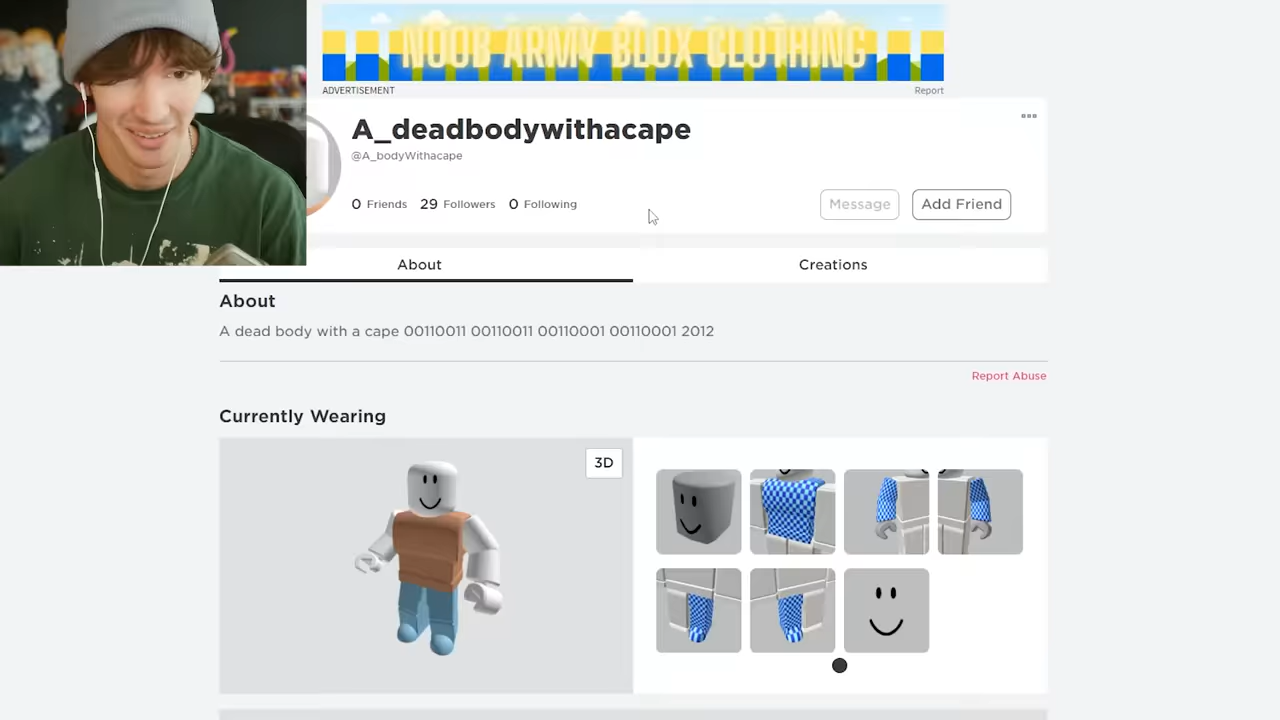 NOOB ARMY BLOX CLOTHING
ADVERTISEMENT
Report
A_deadbodywithacape
@A_bodyWithacape
0 Friends 29 Followers 0 Following
Message
Add Friend
About
Creations
About
A dead body with a cape 00110011 00110011 00110001 00110001 2012
Report Abuse
Currently Wearing
3D